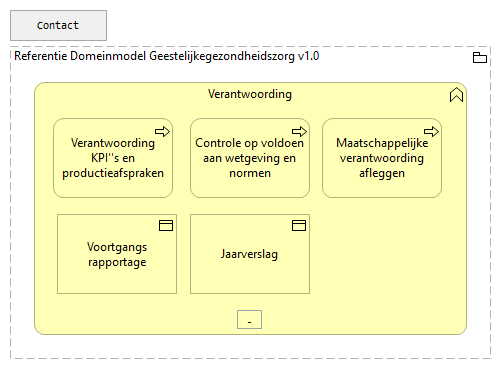 Contact
Referentie Domeinmodel Geestelijkegezondheidszorg v1.0
Verantwoording
Verantwoording
KPI''s en
productieafspraken
Controle op voldoen
aan wetgeving en
normen
Maatschappelijke
verantwoording
afleggen
Voortgangs
rapportage
Jaarverslag
-